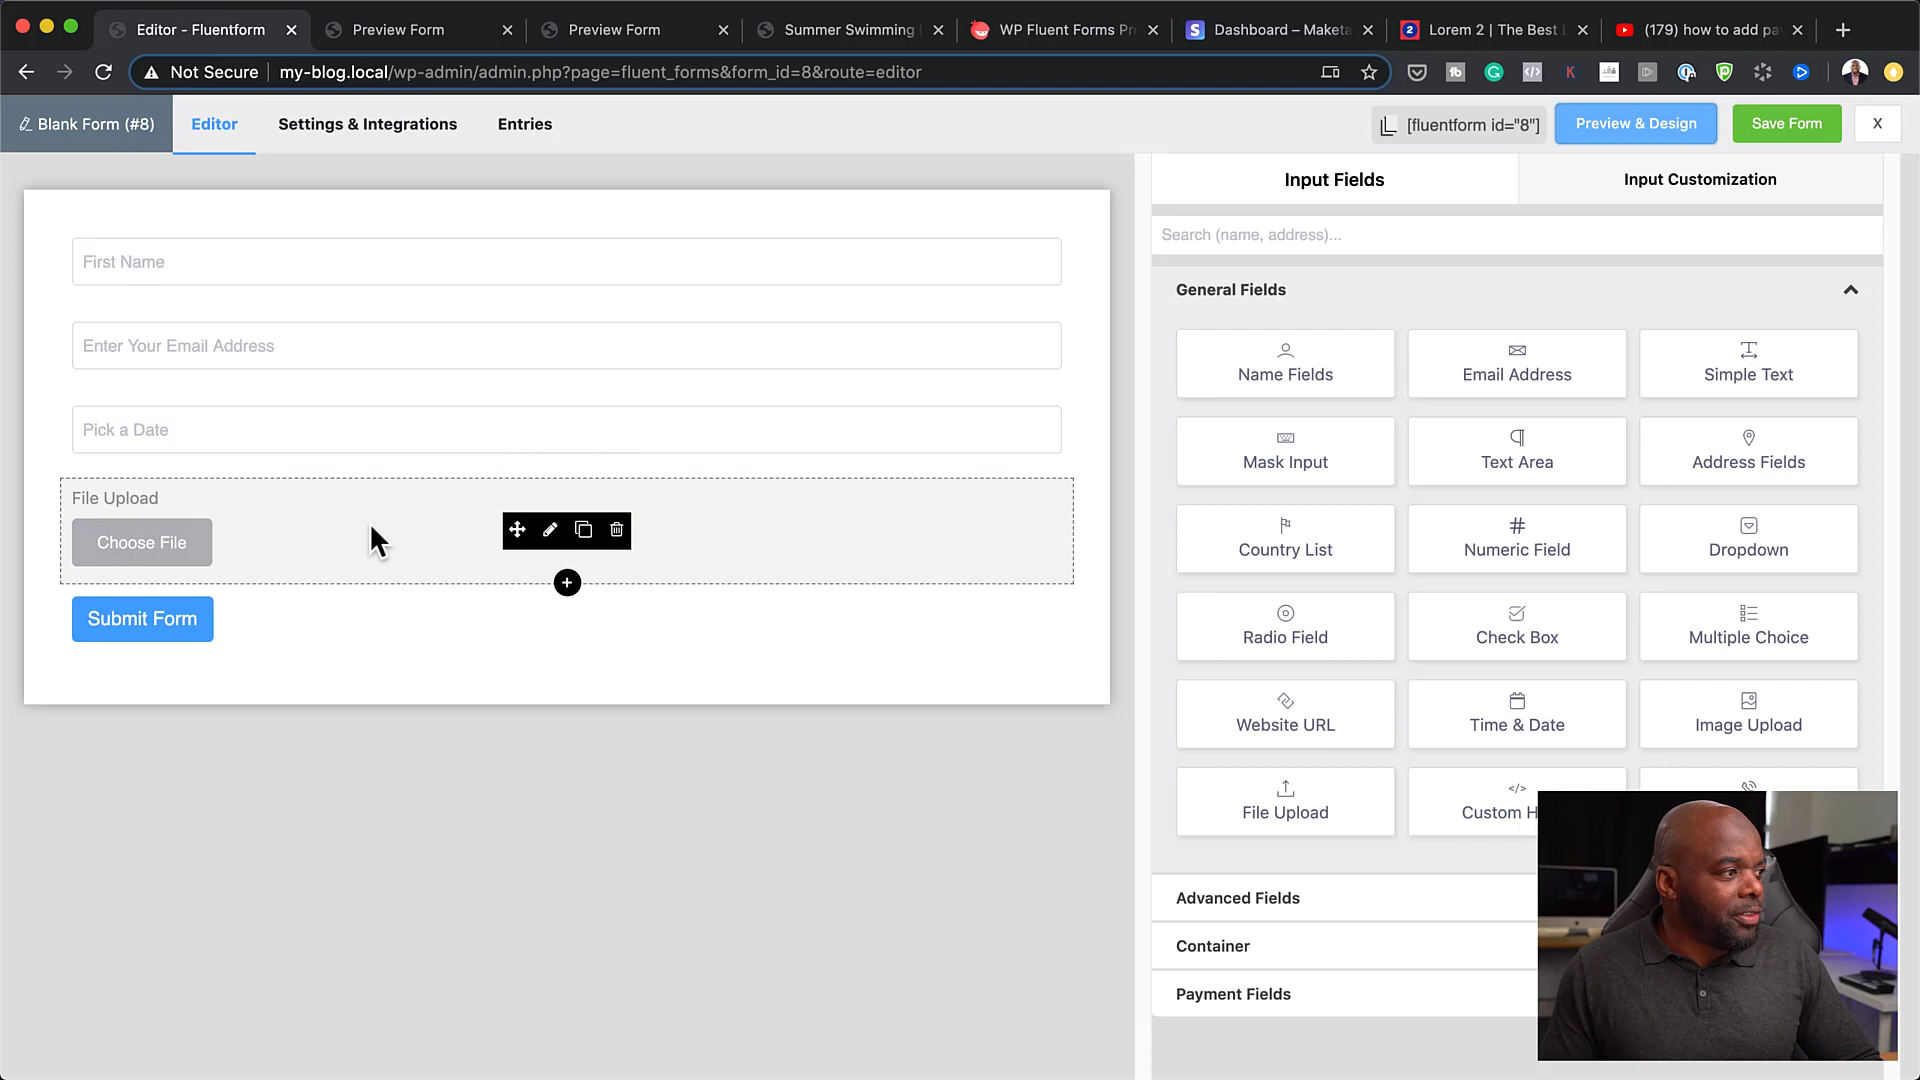 Editor - Fluentform
Preview Form
Preview Form
Summer Swimming
WP Fluent Forms Pr
Dashboard – Maketa
Lorem 2 | The Best
(179) how to add pa
Not Secure my-blog.local/wp-admin/admin.php?page=fluent_forms&form_id=8&route=editor
Blank Form (#8)
Editor
Settings & Integrations
Entries
[fluentform id="8"]
Preview & Design
Save Form
X
Input Fields
Input Customization
Search (name, address)...
General Fields
Name Fields
Email Address
Simple Text
Mask Input
Text Area
Address Fields
Country List
Numeric Field
Dropdown
Radio Field
Check Box
Multiple Choice
Website URL
Time & Date
Image Upload
File Upload
Custom H
Advanced Fields
Container
Payment Fields
First Name
Enter Your Email Address
Pick a Date
File Upload
Choose File
Submit Form